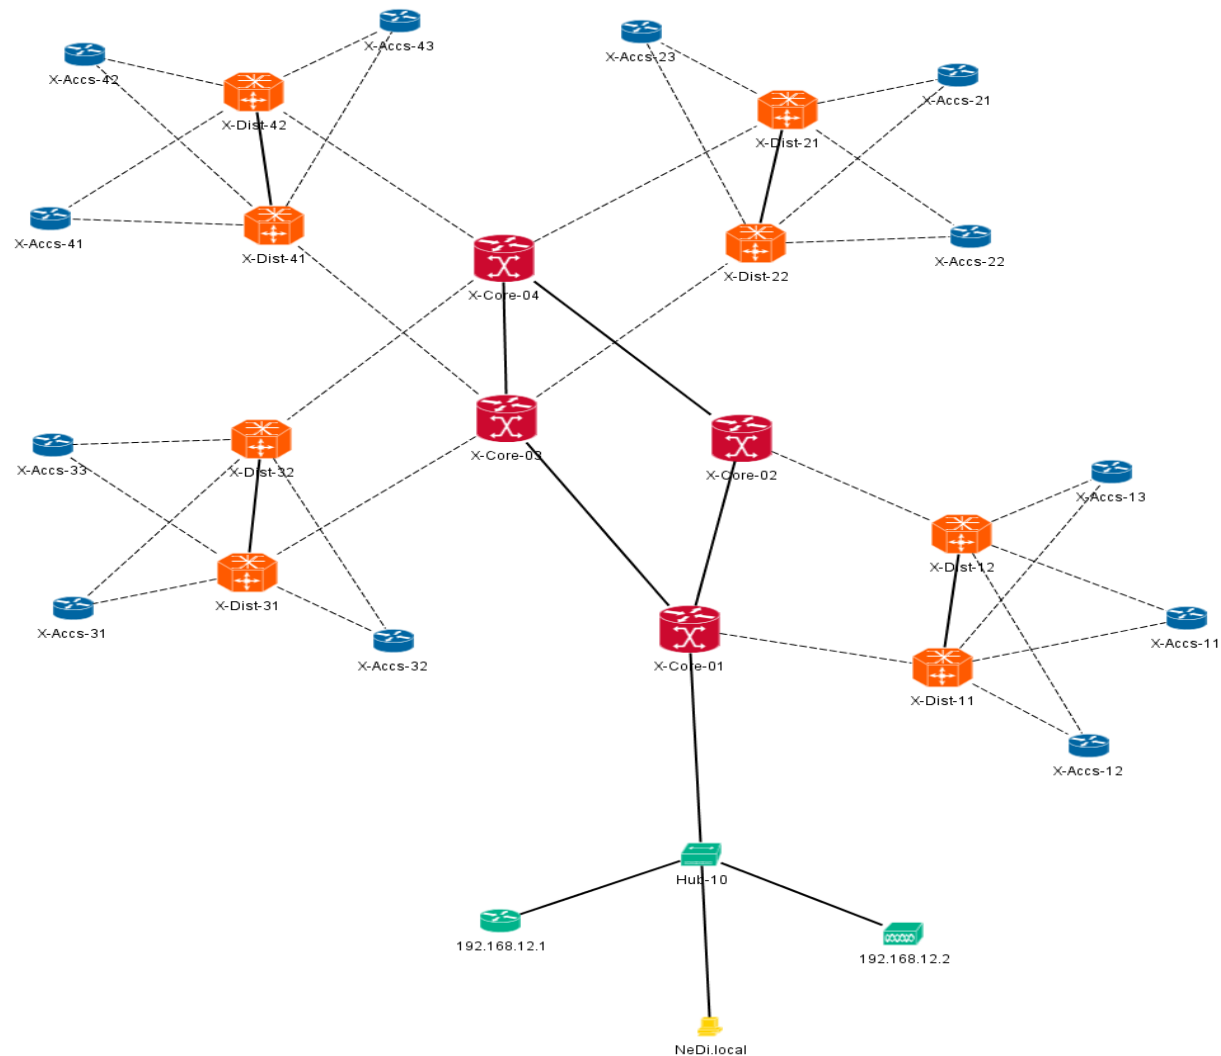 X-Accs-43
X-Accs-23
X-Accs-42
X-Accs-21
X-Dist-42
X-Dist-21
X-Accs-41
X-Dist-41
X-Accs-22
X-Dist-22
X-Core-04
X-Core-03
X-Accs-33
X-Dist-32
X-Core-02
X-Accs-13
X-Dist-12
X-Dist-31
X-Accs-31
X-Accs-11
X-Accs-32
X-Core-01
X-Dist-11
X-Accs-12
Hub-10
192.168.12.1
192.168.12.2
NeDi.local